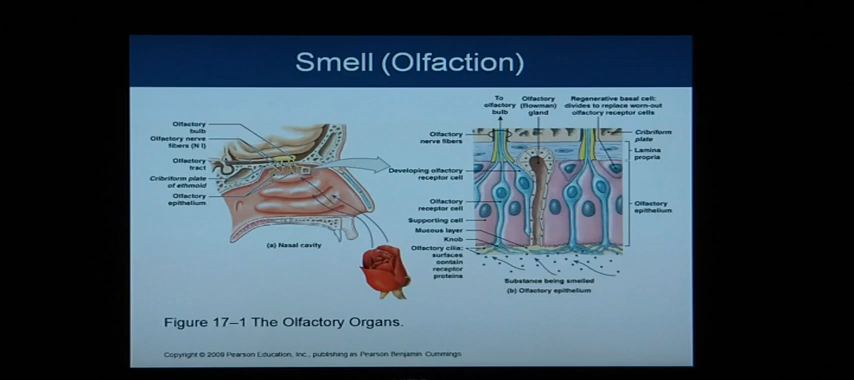 Smell (Olfaction)
Olfactory
bulb
Olfactory nerve
fibers (N I)
Olfactory
tract
Cribriform plate
of ethmoid
Olfactory
epithelium
(a) Nasal cavity
To
olfactory
bulb
Olfactory
(Bowman)
gland
Regenerative basal cell:
divides to replace worn-out
olfactory receptor cells
Olfactory
nerve fibers
Developing olfactory
receptor cell
Olfactory
receptor cell
Supporting cell
Mucous layer
Knob
Olfactory cilia:
surfaces
contain
receptor
proteins
Cribriform
plate
Lamina
propria
Olfactory
epithelium
Substance being smelled
(b) Olfactory epithelium
Figure 17–1 The Olfactory Organs.
Copyright © 2009 Pearson Education, Inc., publishing as Pearson Benjamin Cummings